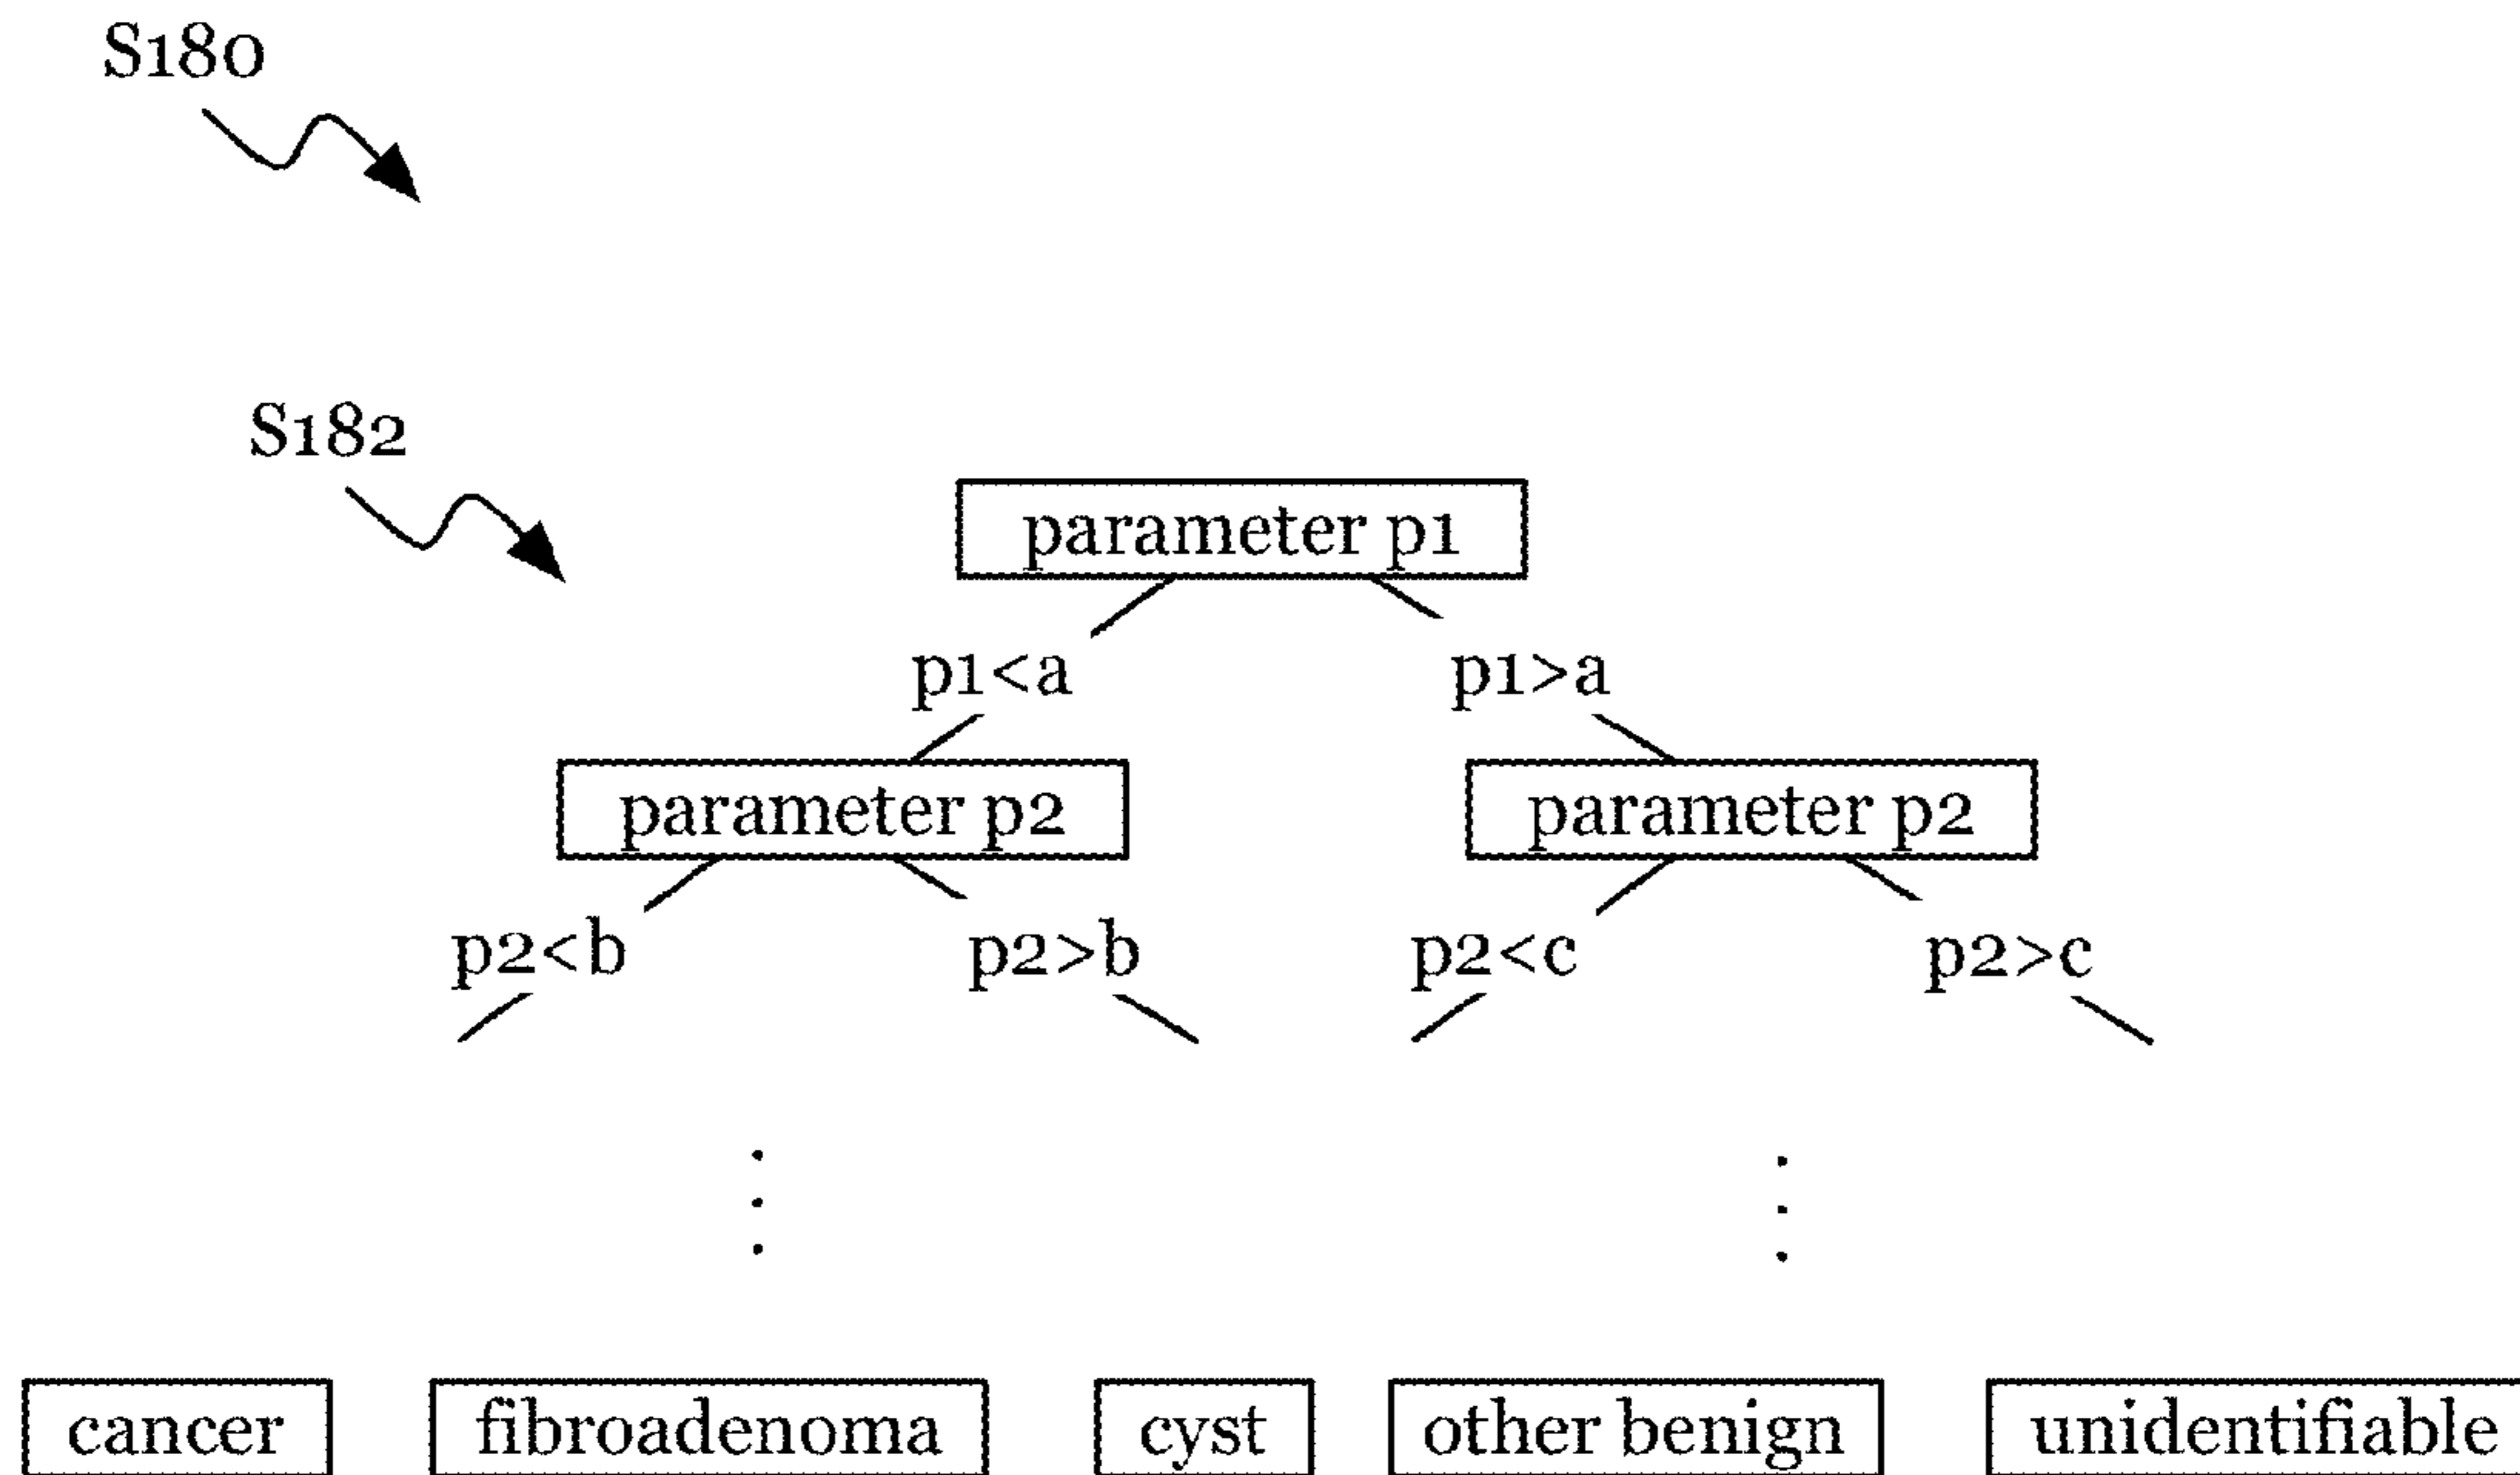 S180
S182
parameter p1
p1<a p1>a
parameter p2 parameter p2
p2<b p2>b p2<c p2>c
cancer fibroadenoma cyst other benign unidentifiable